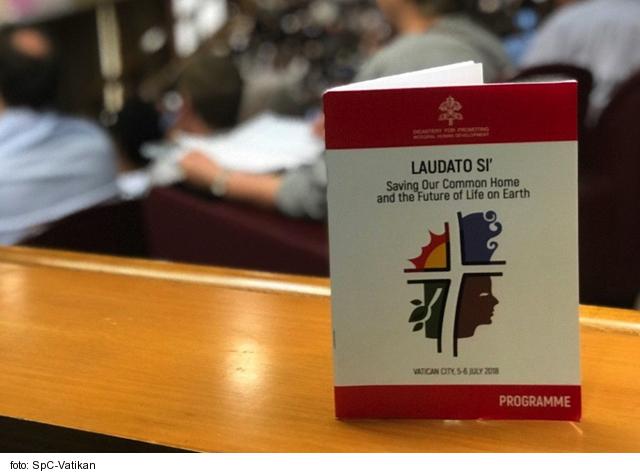 DICASTERY FOR PROMOTING
INTEGRAL HUMAN DEVELOPMENT
LAUDATO SI'
Saving Our Common Home
and the Future of Life on Earth
VATICAN CITY, 5-6 JULY 2018
PROGRAMME
foto: SpC-Vatikan